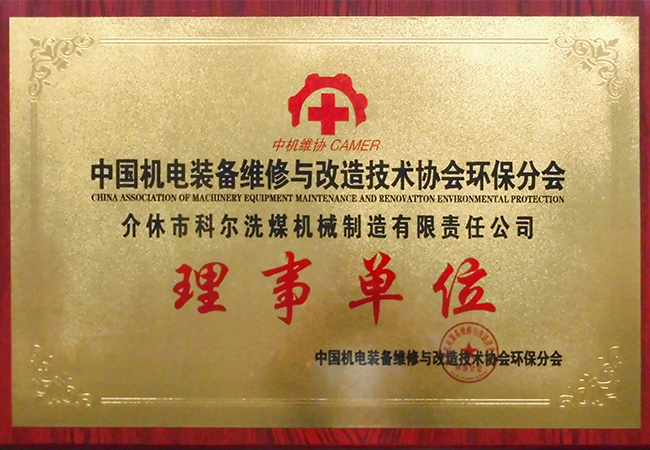 中机维协 CAMER
中国机电装备维修与改造技术协会环保分会
CHINA ASSOCIATION OF MACHINERY EQUIPMENT MAINTENANCE AND RENOVATTON ENVIRONMENTAL PROTECTION
介休市科尔洗煤机械制造有限责任公司
理事单位
中国机电装备维修与改造技术协会环保分会